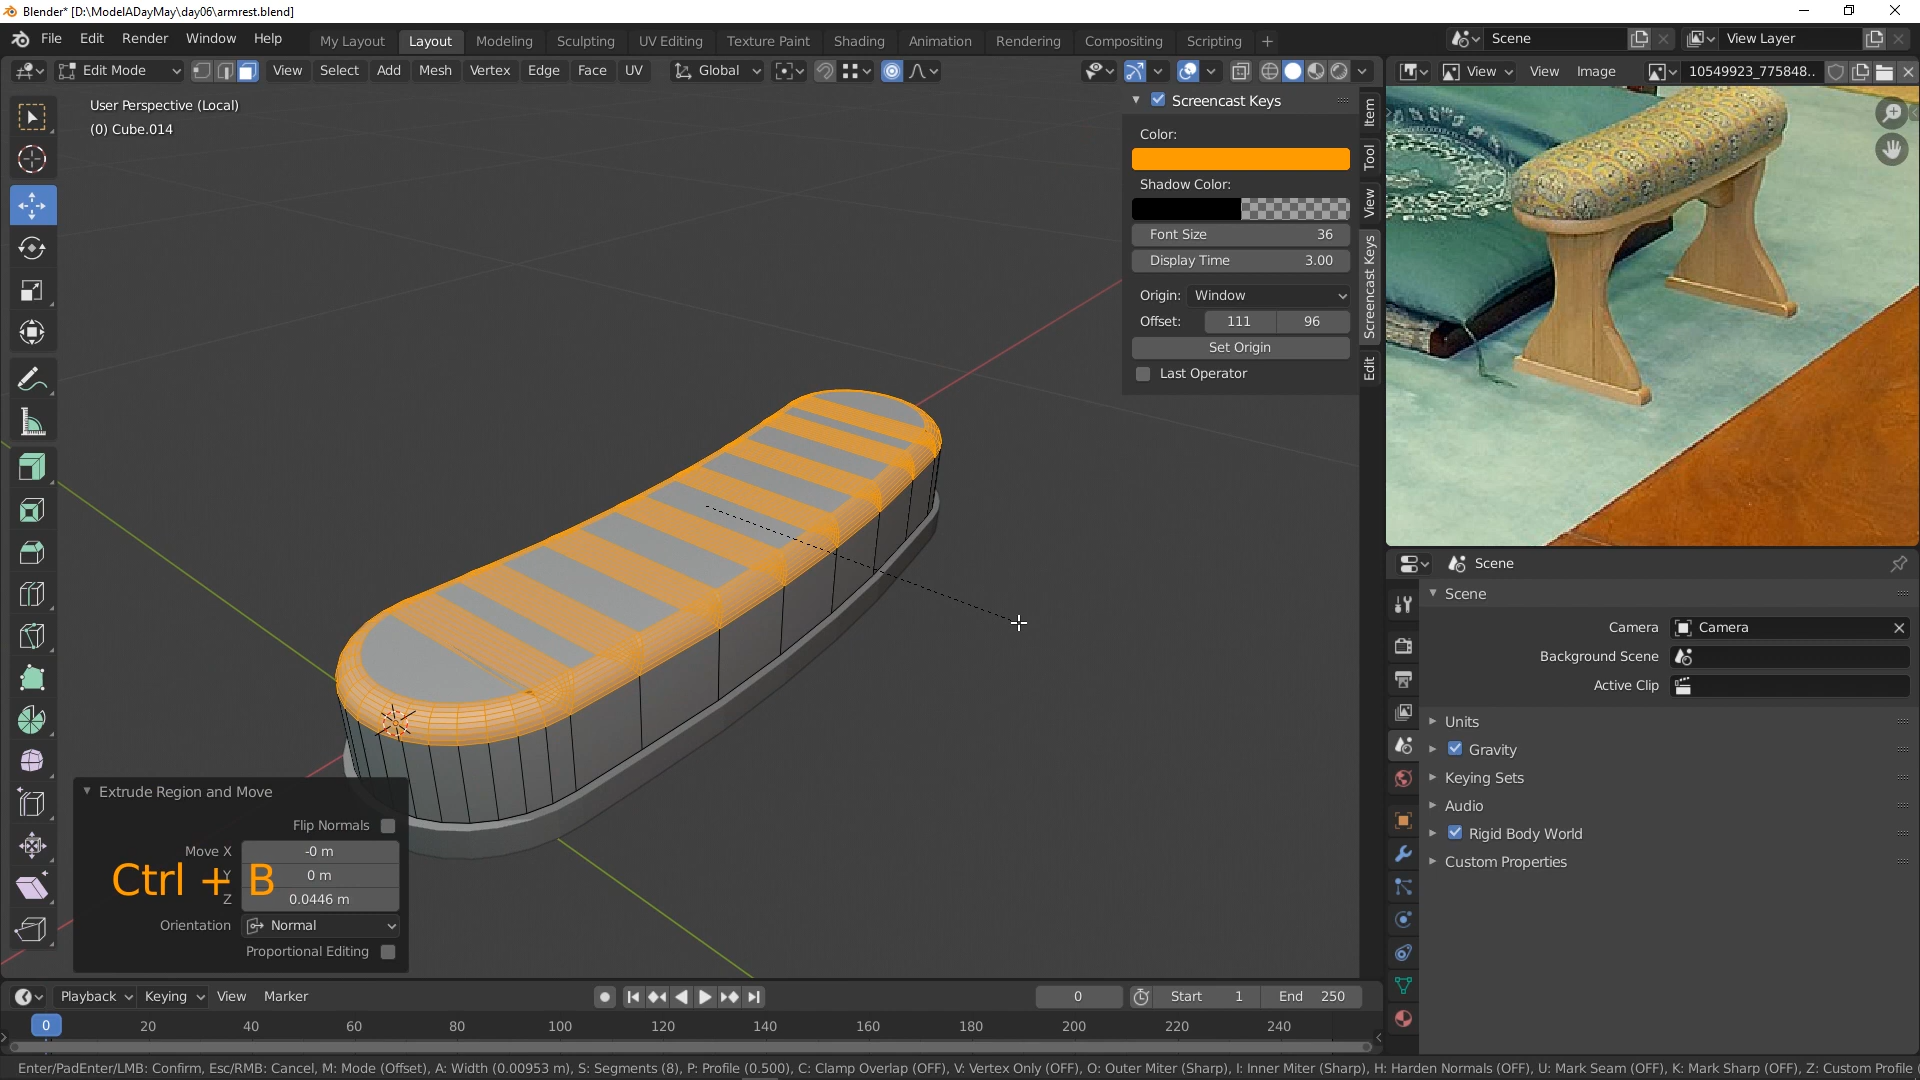 Blender* [D:\ModelADayMay\day06\armrest.blend]
File Edit Render Window Help My Layout Layout Modeling Sculpting UV Editing Texture Paint Shading Animation Rendering Compositing Scripting + Scene View Layer
Edit Mode View Select Add Mesh Vertex Edge Face UV Global View View Image 10549923_775848..
User Perspective (Local)
(0) Cube.014
Screencast Keys
Color:
Shadow Color:
Font Size 36
Display Time 3.00
Origin: Window
Offset: 111 96
Set Origin
Last Operator
Item
Tool
View
Screencast Keys
Edit
Scene
Scene
Camera Camera
Background Scene
Active Clip
Units
Gravity
Keying Sets
Audio
Rigid Body World
Custom Properties
Extrude Region and Move
Flip Normals
Move X -0 m
Y 0 m
Z 0.0446 m
Ctrl + B
Orientation Normal
Proportional Editing
Playback Keying View Marker 0 Start 1 End 250
0 20 40 60 80 100 120 140 160 180 200 220 240
Enter/PadEnter/LMB: Confirm, Esc/RMB: Cancel, M: Mode (Offset), A: Width (0.00953 m), S: Segments (8), P: Profile (0.500), C: Clamp Overlap (OFF), V: Vertex Only (OFF), O: Outer Miter (Sharp), I: Inner Miter (Sharp), H: Harden Normals (OFF), U: Mark Seam (OFF), K: Mark Sharp (OFF), Z: Custom Profile